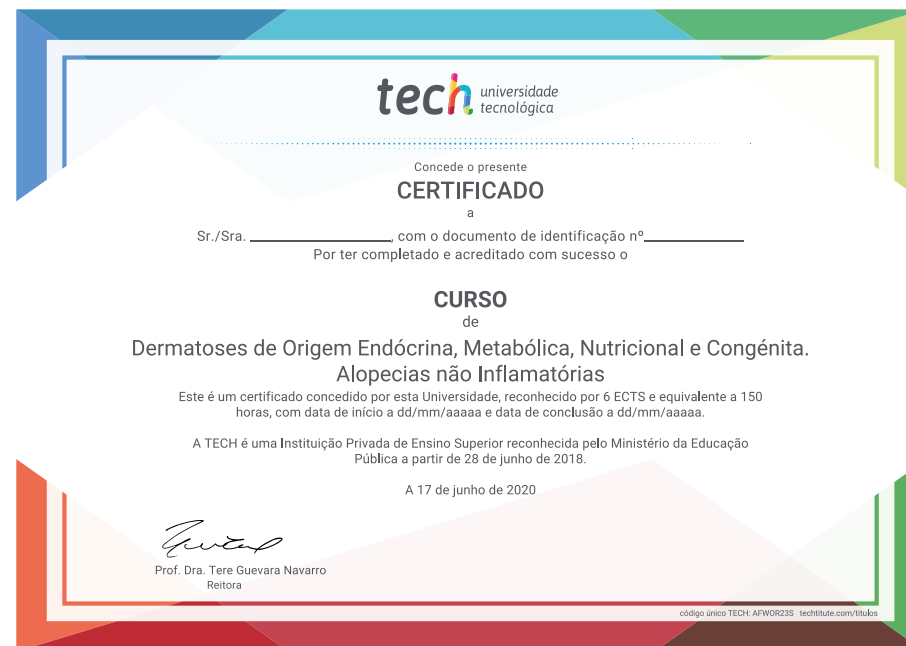 tech universidade
tecnológica
Concede o presente
CERTIFICADO
a
Sr./Sra. ________________, com o documento de identificação nº____________
Por ter completado e acreditado com sucesso o
CURSO
de
Dermatoses de Origem Endócrina, Metabólica, Nutricional e Congénita.
Alopecias não Inflamatórias
Este é um certificado concedido por esta Universidade, reconhecido por 6 ECTS e equivalente a 150
horas, com data de início a dd/mm/aaaaa e data de conclusão a dd/mm/aaaaa.
A TECH é uma Instituição Privada de Ensino Superior reconhecida pelo Ministério da Educação
Pública a partir de 28 de junho de 2018.
A 17 de junho de 2020
Prof. Dra. Tere Guevara Navarro
Reitora
código único TECH: AFWOR23S techtitute.com/titulos